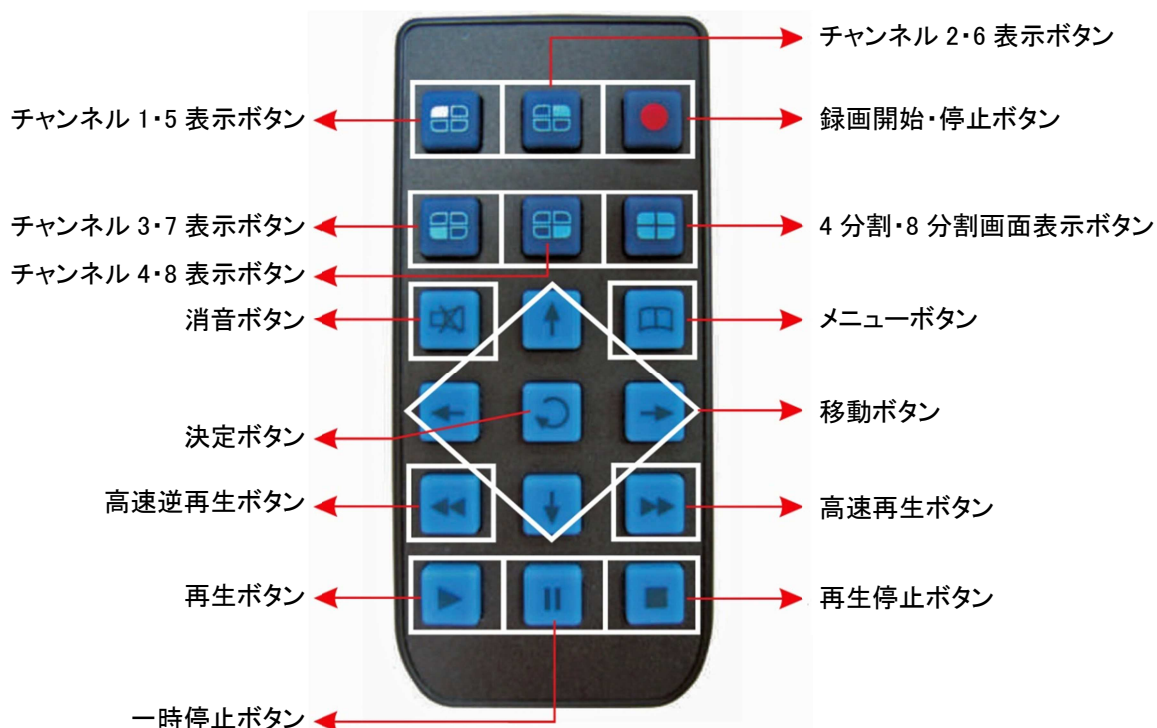 チャンネル 2・6 表示ボタン
チャンネル 1・5 表示ボタン
録画開始・停止ボタン
チャンネル 3・7 表示ボタン
4 分割・8 分割画面表示ボタン
チャンネル 4・8 表示ボタン
消音ボタン
メニューボタン
決定ボタン
移動ボタン
高速逆再生ボタン
高速再生ボタン
再生ボタン
再生停止ボタン
一時停止ボタン